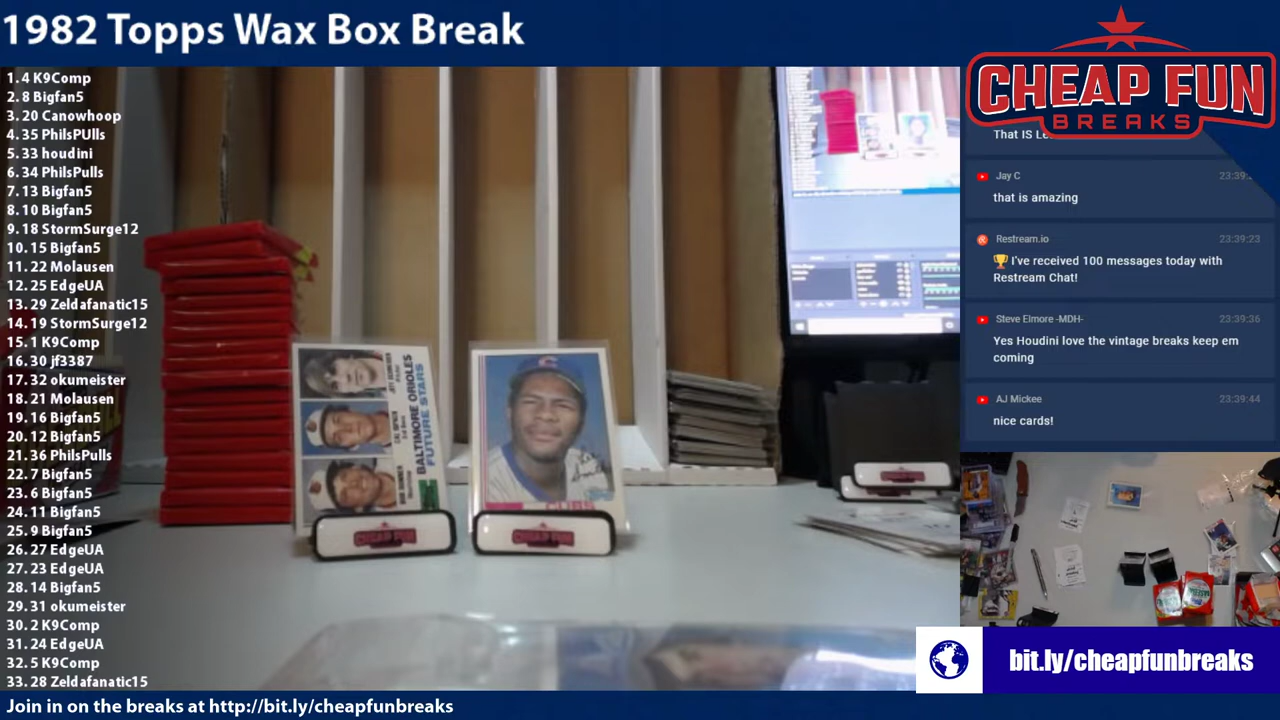 1982 Topps Wax Box Break
1. 4 K9Comp
2. 8 Bigfan5
3. 20 Canowhoop
4. 35 PhilsPUlls
5. 33 houdini
6. 34 PhilsPulls
7. 13 Bigfan5
8. 10 Bigfan5
9. 18 StormSurge12
10. 15 Bigfan5
11. 22 Molausen
12. 25 EdgeUA
13. 29 Zeldafanatic15
14. 19 StormSurge12
15. 1 K9Comp
16. 30 jf3387
17. 32 okumeister
18. 21 Molausen
19. 16 Bigfan5
20. 12 Bigfan5
21. 36 PhilsPulls
22. 7 Bigfan5
23. 6 Bigfan5
24. 11 Bigfan5
25. 9 Bigfan5
26. 27 EdgeUA
27. 23 EdgeUA
28. 14 Bigfan5
29. 31 okumeister
30. 2 K9Comp
31. 24 EdgeUA
32. 5 K9Comp
33. 28 Zeldafanatic15
BALTIMORE ORIOLES
FUTURE STARS
CUBS
CHEAP FUN
CHEAP FUN
CHEAP FUN
BREAKS
That IS
Jay C
that is amazing
Restream.io 23:39:23
🏆 I've received 100 messages today with
Restream Chat!
Steve Elmore -MDH- 23:39:36
Yes Houdini love the vintage breaks keep em
coming
AJ Mickee 23:39:44
nice cards!
bit.ly/cheapfunbreaks
Join in on the breaks at http://bit.ly/cheapfunbreaks